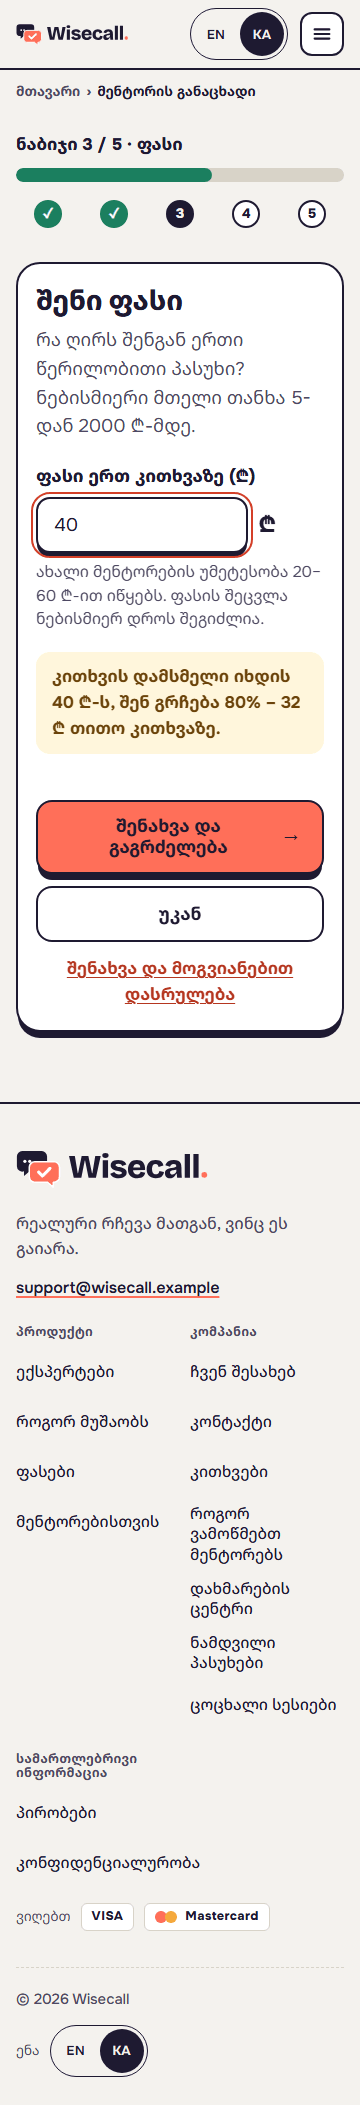 Wisecall.
EN
KA
მთავარი › მენტორის განაცხადი
ნაბიჯი 3 / 5 · ფასი
✓
✓
3
4
5
შენი ფასი
რა ღირს შენგან ერთი
წერილობითი პასუხი?
ნებისმიერი მთელი თანხა 5-
დან 2000 ₾-მდე.
ფასი ერთ კითხვაზე (₾)
40
₾
ახალი მენტორების უმეტესობა 20–
60 ₾-ით იწყებს. ფასის შეცვლა
ნებისმიერ დროს შეგიძლია.
კითხვის დამსმელი იხდის
40 ₾-ს, შენ გრჩება 80% – 32
₾ თითო კითხვაზე.
შენახვა და
გაგრძელება
→
უკან
შენახვა და მოგვიანებით
დასრულება
Wisecall.
რეალური რჩევა მათგან, ვინც ეს
გაიარა.
support@wisecall.example
პროდუქტი
ექსპერტები
როგორ მუშაობს
ფასები
მენტორებისთვის
კომპანია
ჩვენ შესახებ
კონტაქტი
კითხვები
როგორ
ვამოწმებთ
მენტორებს
დახმარების
ცენტრი
ნამდვილი
პასუხები
ცოცხალი სესიები
სამართლებრივი
ინფორმაცია
პირობები
კონფიდენციალურობა
ვიღებთ
VISA
Mastercard
© 2026 Wisecall
ენა
EN
KA